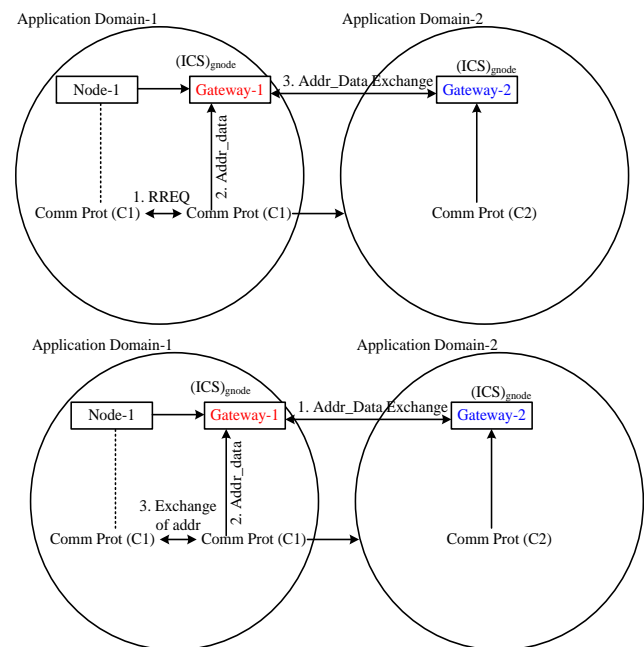 Application Domain-1
Application Domain-2
(ICS)gnode
(ICS)gnode
3. Addr_Data Exchange
Node-1
Gateway-1
Gateway-2
2. Addr_data
1. RREQ
Comm Prot (C1)
Comm Prot (C1)
Comm Prot (C2)
Application Domain-1
Application Domain-2
(ICS)gnode
(ICS)gnode
1. Addr_Data Exchange
Node-1
Gateway-1
Gateway-2
2. Addr_data
3. Exchange
of addr
Comm Prot (C1)
Comm Prot (C1)
Comm Prot (C2)